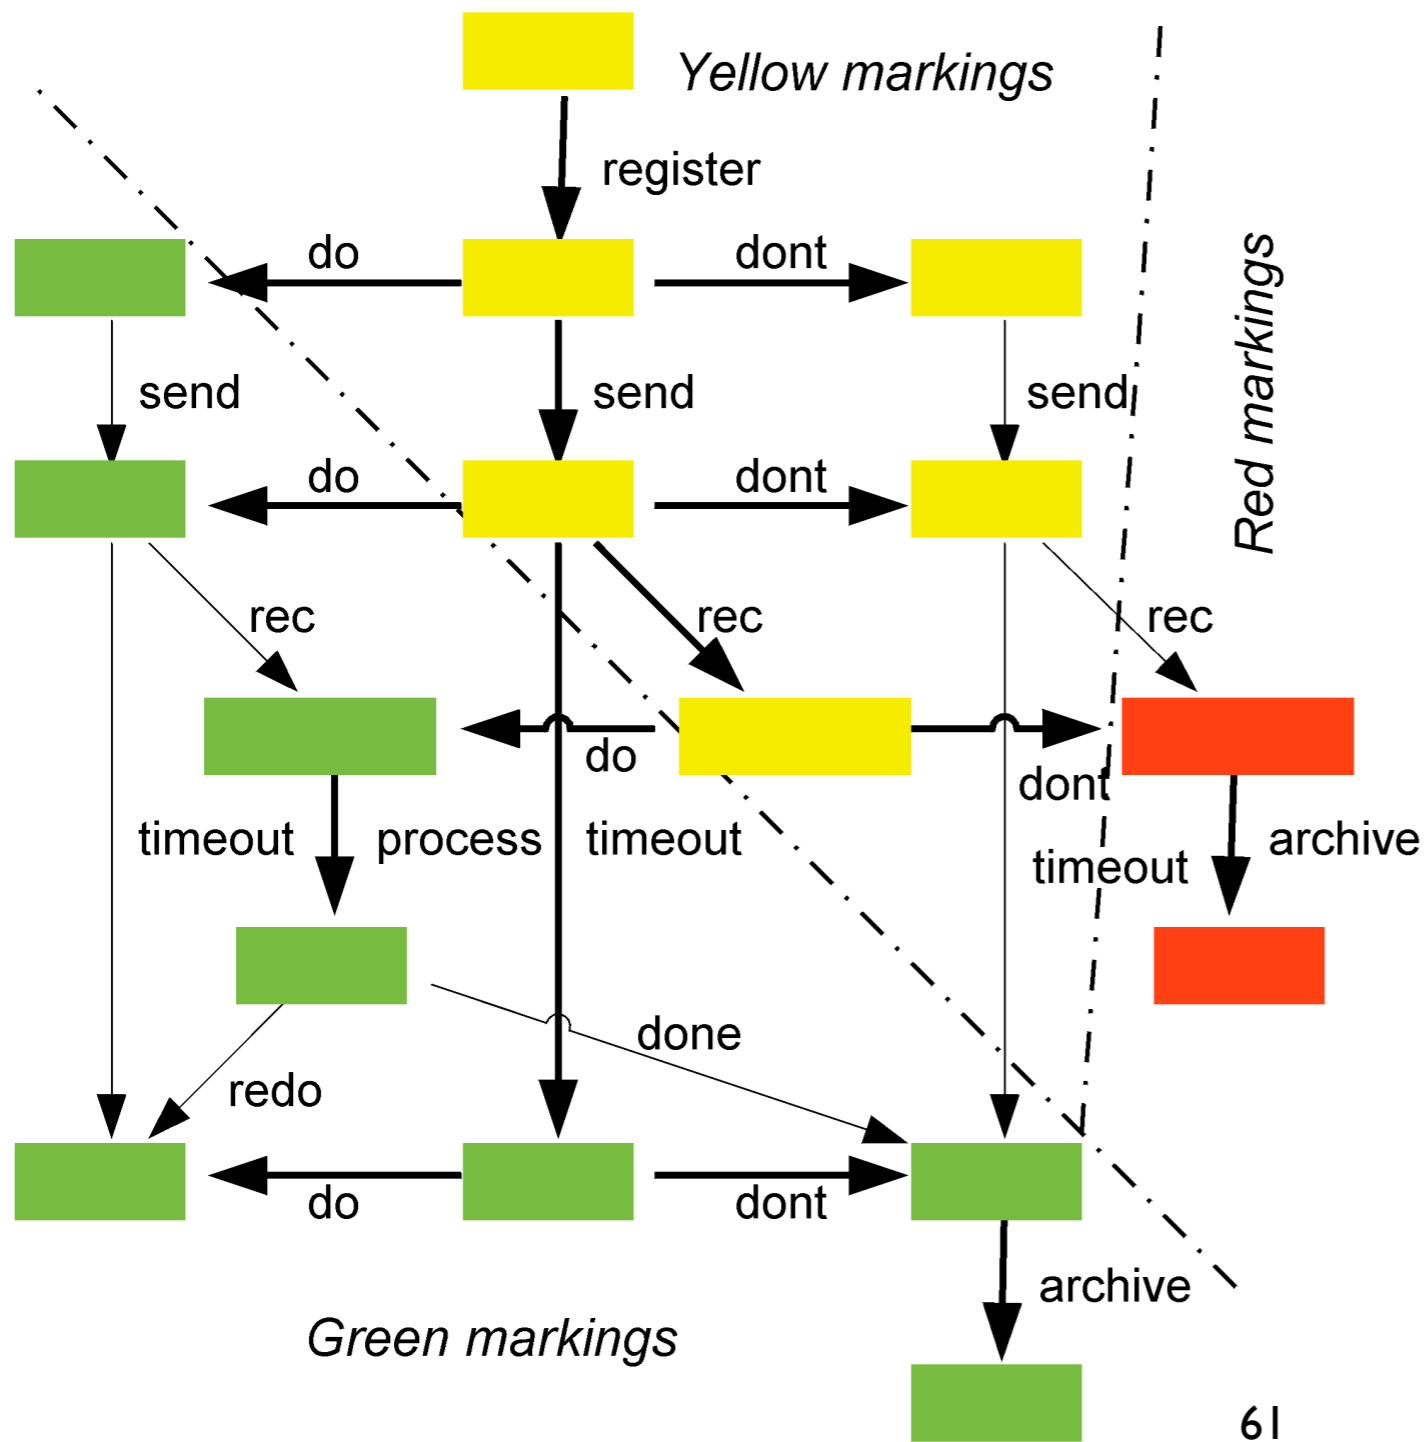 Yellow markings
register
do
dont
Red markings
send
send
send
do
dont
rec
rec
rec
do
dont
timeout
process
timeout
timeout
archive
done
redo
do
dont
archive
Green markings
61